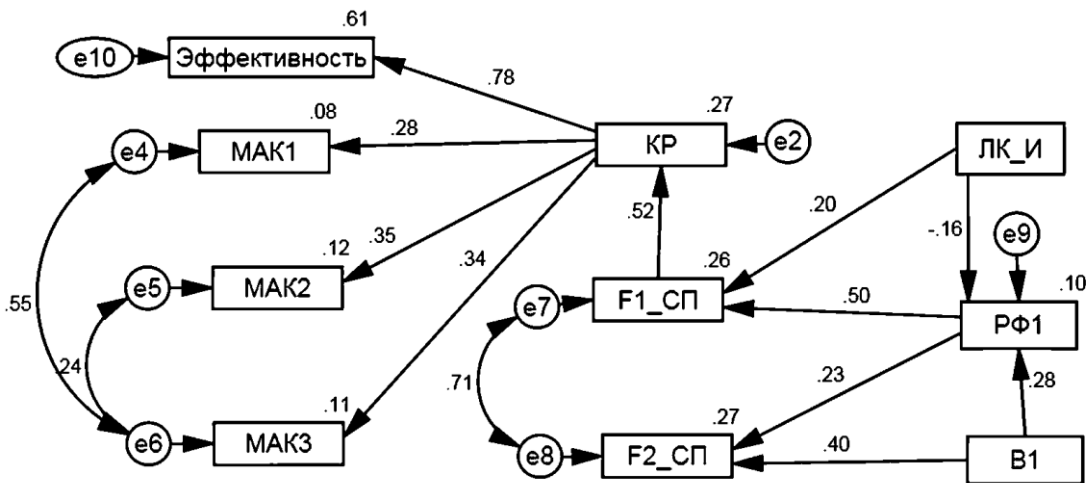 .61
e10
Эффективность
.78
.08
.27
e4
МАК1
.28
КР
e2
ЛК_И
.52
.20
-.16
e9
.12
.35
.34
.26
.10
e5
МАК2
e7
F1_СП
.50
РФ1
.55
.24
.71
.23
.28
.11
.27
e6
МАК3
e8
F2_СП
.40
В1